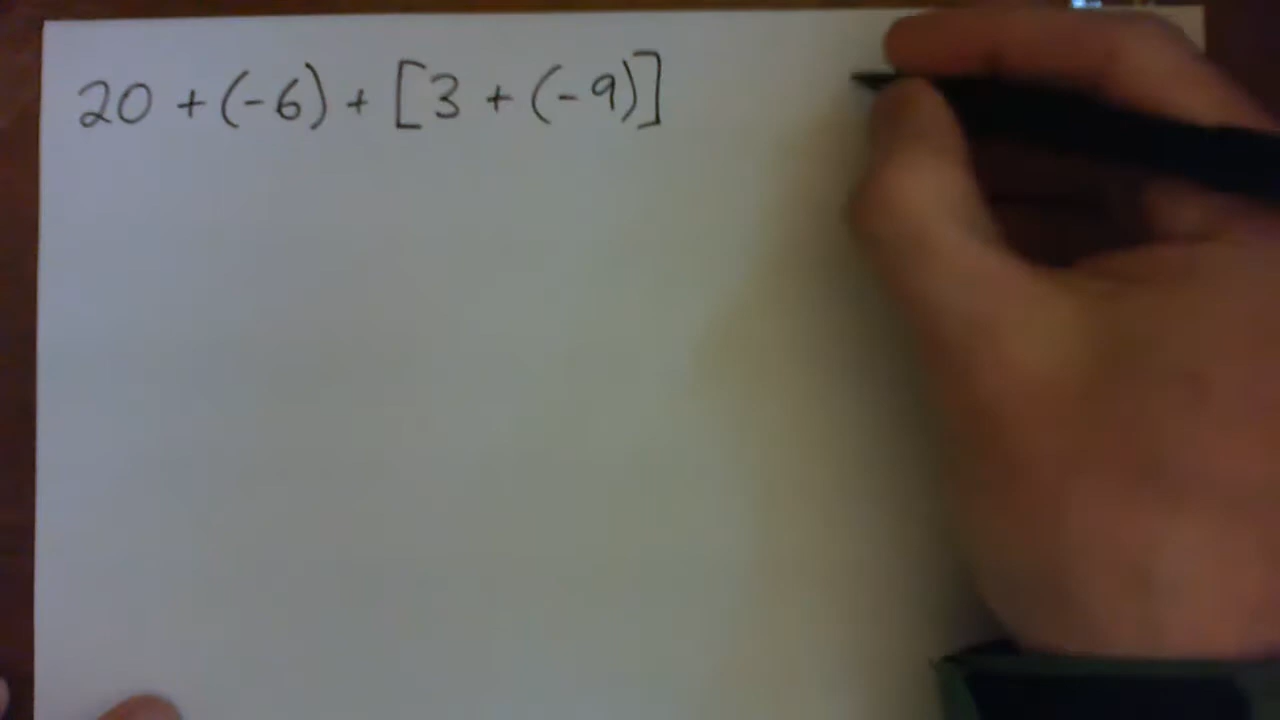 20 + (-6) + [3 + (-9)]